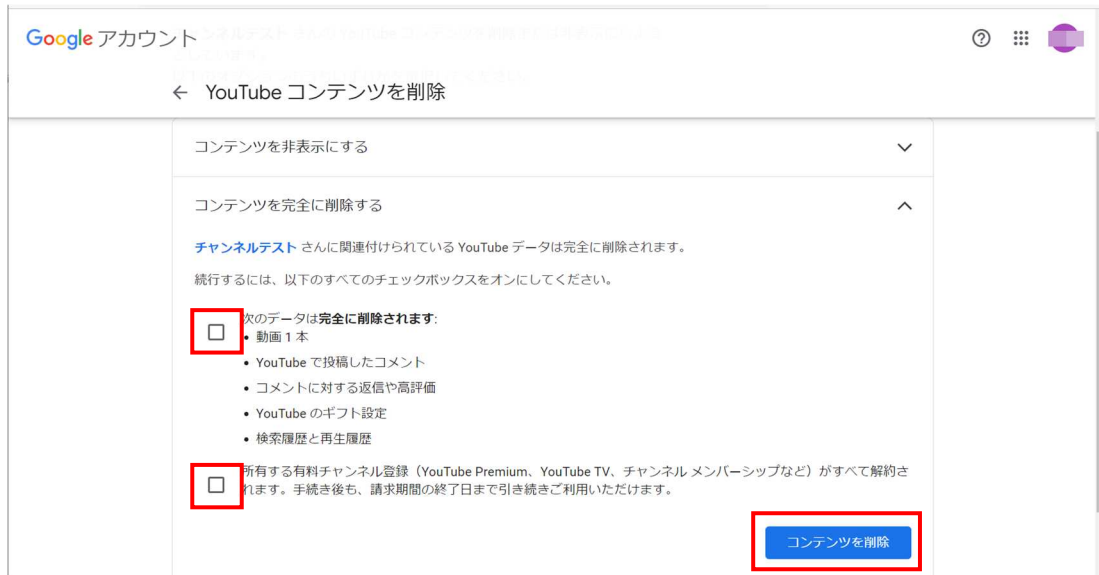 Google アカウント
← YouTube コンテンツを削除
コンテンツを非表示にする
コンテンツを完全に削除する
チャンネルテスト さんに関連付けられている YouTube データは完全に削除されます。
続行するには、以下のすべてのチェックボックスをオンにしてください。
次のデータは完全に削除されます:
• 動画 1 本
• YouTube で投稿したコメント
• コメントに対する返信や高評価
• YouTube のギフト設定
• 検索履歴と再生履歴
所有する有料チャンネル登録（YouTube Premium、YouTube TV、チャンネル メンバーシップなど）がすべて解約さ
れます。手続き後も、請求期間の終了日まで引き続きご利用いただけます。
コンテンツを削除